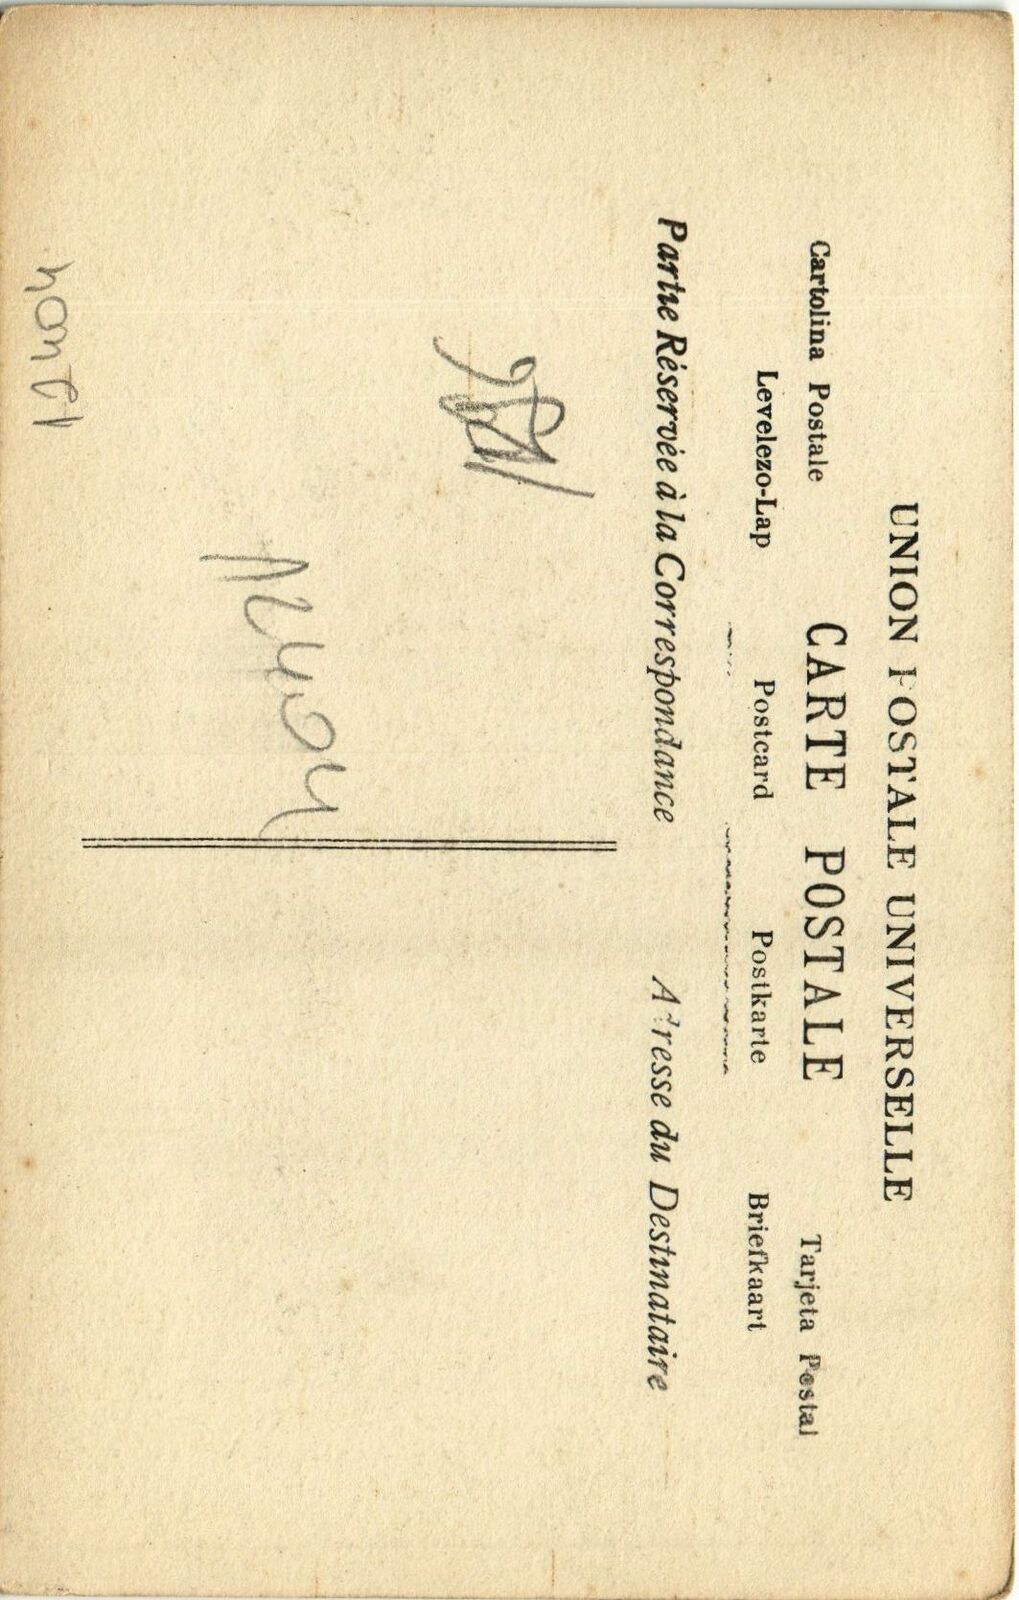 UNION POSTALE UNIVERSELLE
Cartolina Postale CARTE POSTALE Tarjeta Postal
Levelezo-Lap Postcard Postkarte Briefkaart
Partie Réservée à la Correspondance Adresse du Destinataire